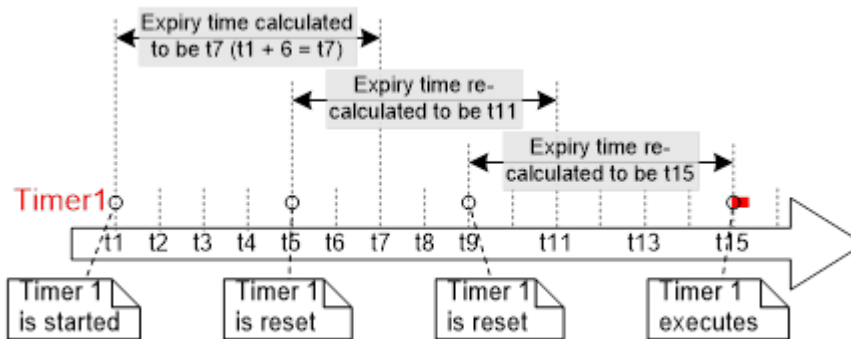 Expiry time calculated
to be t7 (t1 + 6 = t7)
Expiry time re-
calculated to be t11
Expiry time re-
calculated to be t15
Timer1
t1 t2 t3 t4 t5 t6 t7 t8 t9 t11 t13 t15
Timer 1
is started
Timer 1
is reset
Timer 1
is reset
Timer 1
executes